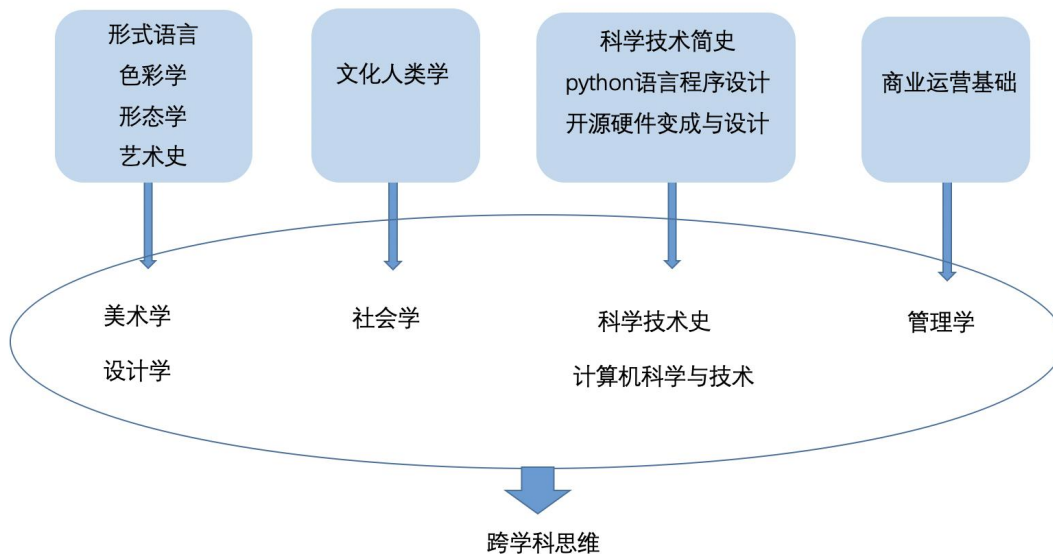 形式语言
色彩学
形态学
艺术史
文化人类学
科学技术简史
python语言程序设计
开源硬件变成与设计
商业运营基础
美术学
设计学
社会学
科学技术史
计算机科学与技术
管理学
跨学科思维